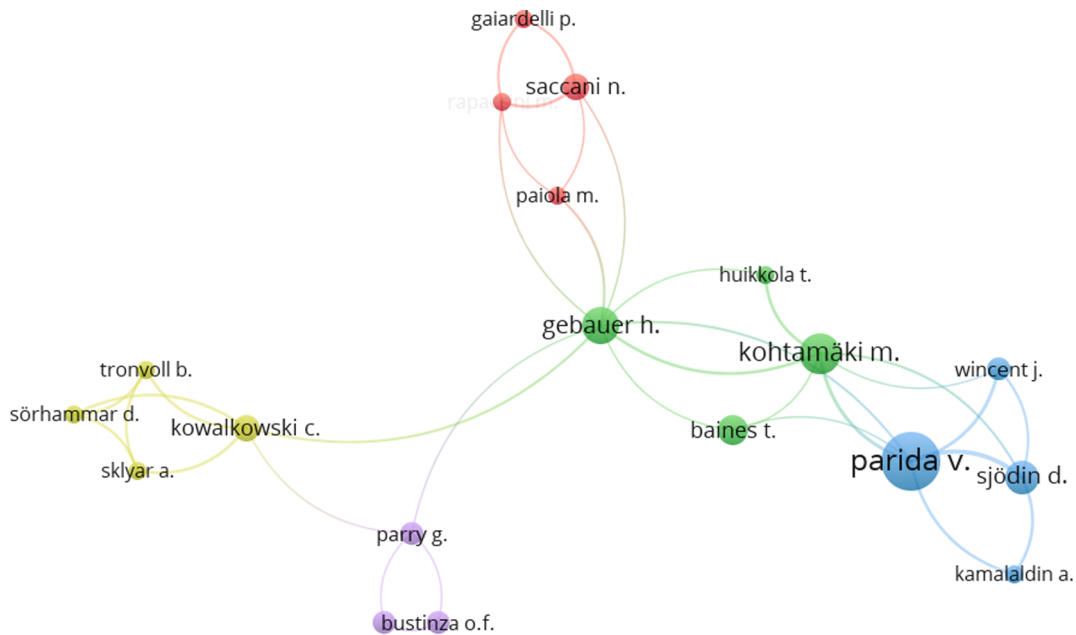 gaiardelli p.
saccani n.
m.
paiola m.
huikkola t.
gebauer h.
kohtamäki m.
tronvoll b.
wincent j.
sörhammar d.
kowalkowski c.
baines t.
parida v.
sklyar a.
sjödin d.
parry g.
kamalaldin a.
bustinza o.f.